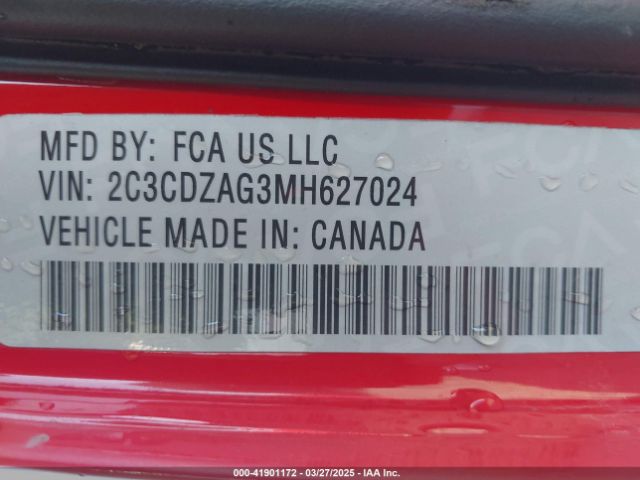 MFD BY: FCA US LLC
VIN: 2C3CDZAG3MH627024
VEHICLE MADE IN: CANADA
000-41901172 | 03/27/2025 | IAA Inc.